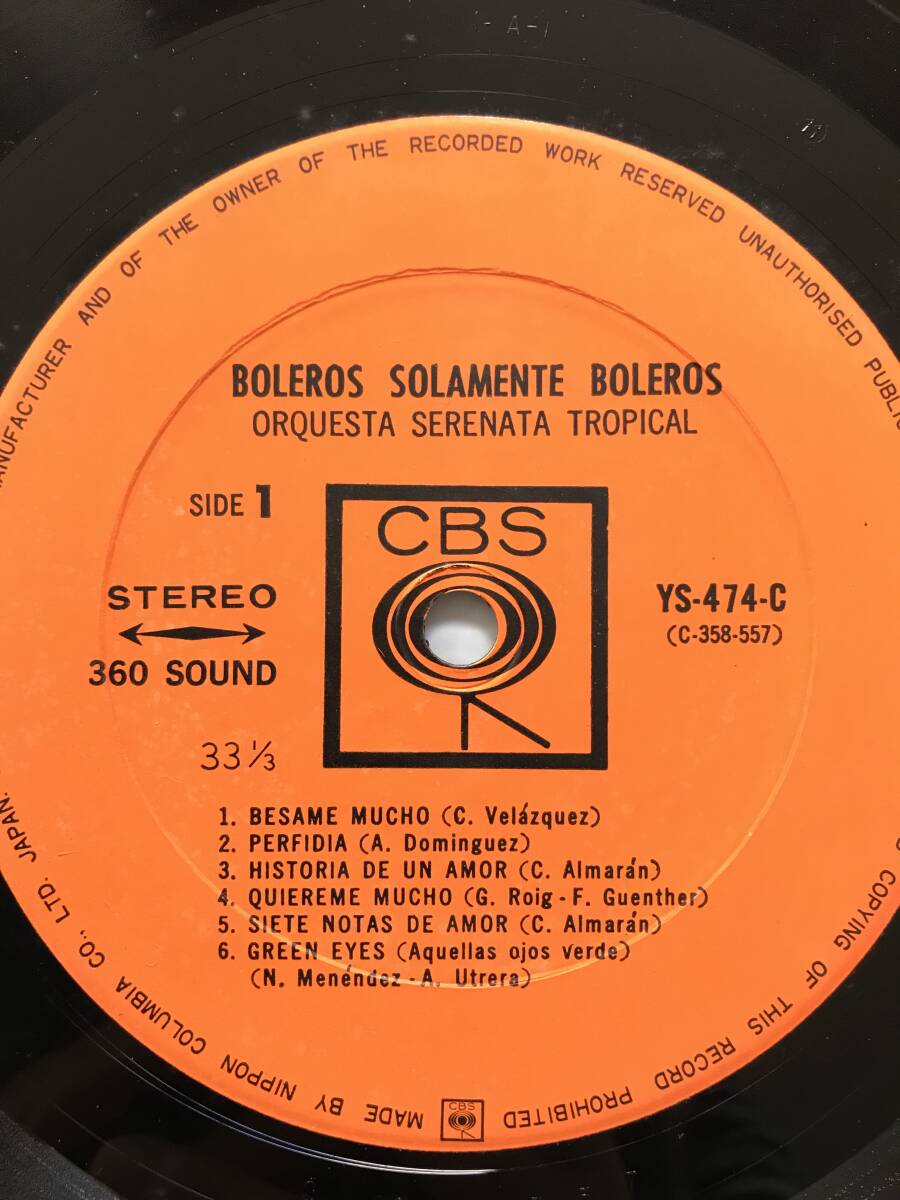 MANUFACTURER AND OF THE OWNER OF THE RECORDED WORK RESERVED UNAUTHORISED PUBLIC
COPYING OF THIS RECORD PROHIBITED
BOLEROS SOLAMENTE BOLEROS
ORQUESTA SERENATA TROPICAL
SIDE 1
CBS
STEREO
360 SOUND
YS-474-C
(C-358-557)
33 1/3
1. BESAME MUCHO (C. Velázquez)
2. PERFIDIA (A. Dominguez)
3. HISTORIA DE UN AMOR (C. Almarán)
4. QUIEREME MUCHO (G. Roig - F. Guenther)
5. SIETE NOTAS DE AMOR (C. Almarán)
6. GREEN EYES (Aquellas ojos verde)
(N. Menéndez - A. Utrera)
CBS
MADE BY NIPPON COLUMBIA CO., LTD. JAPAN.